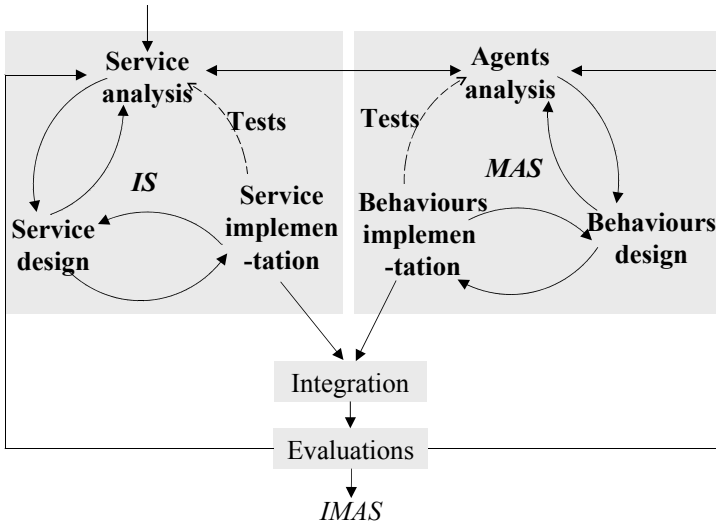 Service
analysis
Tests
IS
Service
design
Service
implemen
-tation
Agents
analysis
Tests
MAS
Behaviours
implemen
-tation
Behaviours
design
Integration
Evaluations
IMAS